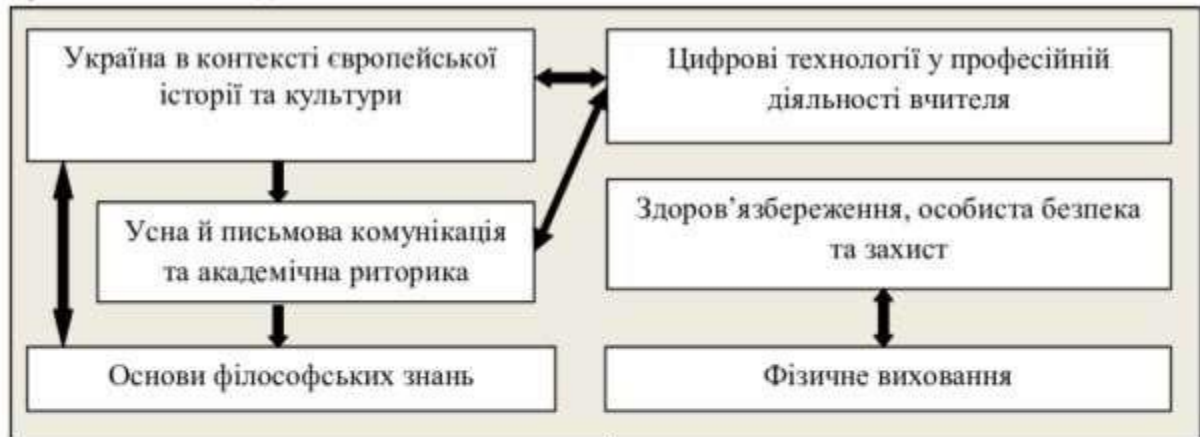 Україна в контексті європейської
історії та культури
Цифрові технології у професійній
діяльності вчителя
Усна й письмова комунікація
та академічна риторика
Здоров’язбереження, особиста безпека
та захист
Основи філософських знань
Фізичне виховання